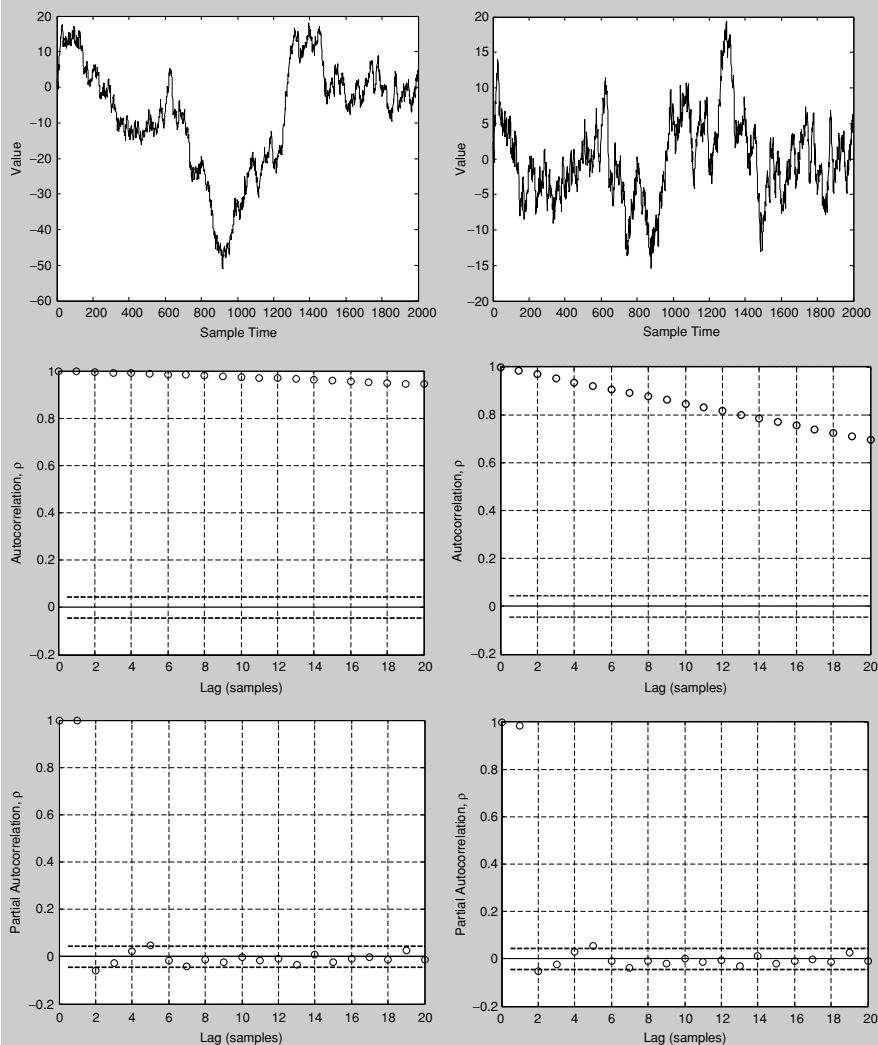 20
10
0
−10
−20
−30
−40
−50
−60
Value
0 200 400 600 800 1000 1200 1400 1600 1800 2000
Sample Time
20
15
10
5
0
−5
−10
−15
−20
Value
0 200 400 600 800 1000 1200 1400 1600 1800 2000
Sample Time
1
0.8
0.6
0.4
0.2
0
−0.2
Autocorrelation, ρ
0 2 4 6 8 10 12 14 16 18 20
Lag (samples)
1
0.8
0.6
0.4
0.2
0
−0.2
Autocorrelation, ρ
0 2 4 6 8 10 12 14 16 18 20
Lag (samples)
1
0.8
0.6
0.4
0.2
0
−0.2
Partial Autocorrelation, ρ
0 2 4 6 8 10 12 14 16 18 20
Lag (samples)
1
0.8
0.6
0.4
0.2
0
−0.2
Partial Autocorrelation, ρ
0 2 4 6 8 10 12 14 16 18 20
Lag (samples)